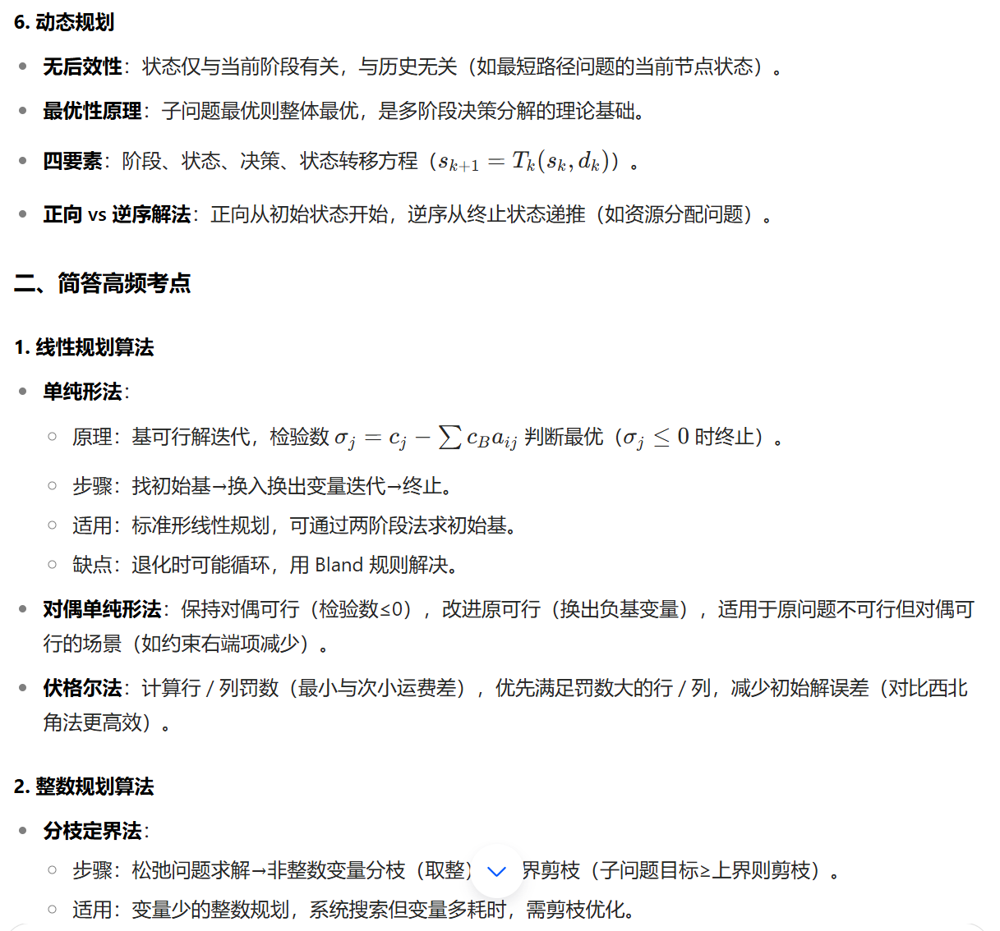 6. 动态规划
无后效性：状态仅与当前阶段有关，与历史无关（如最短路径问题的当前节点状态）。
最优性原理：子问题最优则整体最优，是多阶段决策分解的理论基础。
四要素：阶段、状态、决策、状态转移方程（s_{k+1} = T_k(s_k, d_k)）。
正向 vs 逆序解法：正向从初始状态开始，逆序从终止状态递推（如资源分配问题）。
二、简答高频考点
1. 线性规划算法
单纯形法：
原理：基可行解迭代，检验数 σ_j = c_j − ∑ c_B a_{ij} 判断最优（σ_j ≤ 0 时终止）。
步骤：找初始基→换入换出变量迭代→终止。
适用：标准形线性规划，可通过两阶段法求初始基。
缺点：退化时可能循环，用 Bland 规则解决。
对偶单纯形法：保持对偶可行（检验数≤0），改进原可行（换出负基变量），适用于原问题不可行但对偶可
行的场景（如约束右端项减少）。
伏格尔法：计算行 / 列罚数（最小与次小运费差），优先满足罚数大的行 / 列，减少初始解误差（对比西北
角法更高效）。
2. 整数规划算法
分枝定界法：
步骤：松弛问题求解→非整数变量分枝（取整） 界剪枝（子问题目标≥上界则剪枝）。
适用：变量少的整数规划，系统搜索但变量多耗时，需剪枝优化。